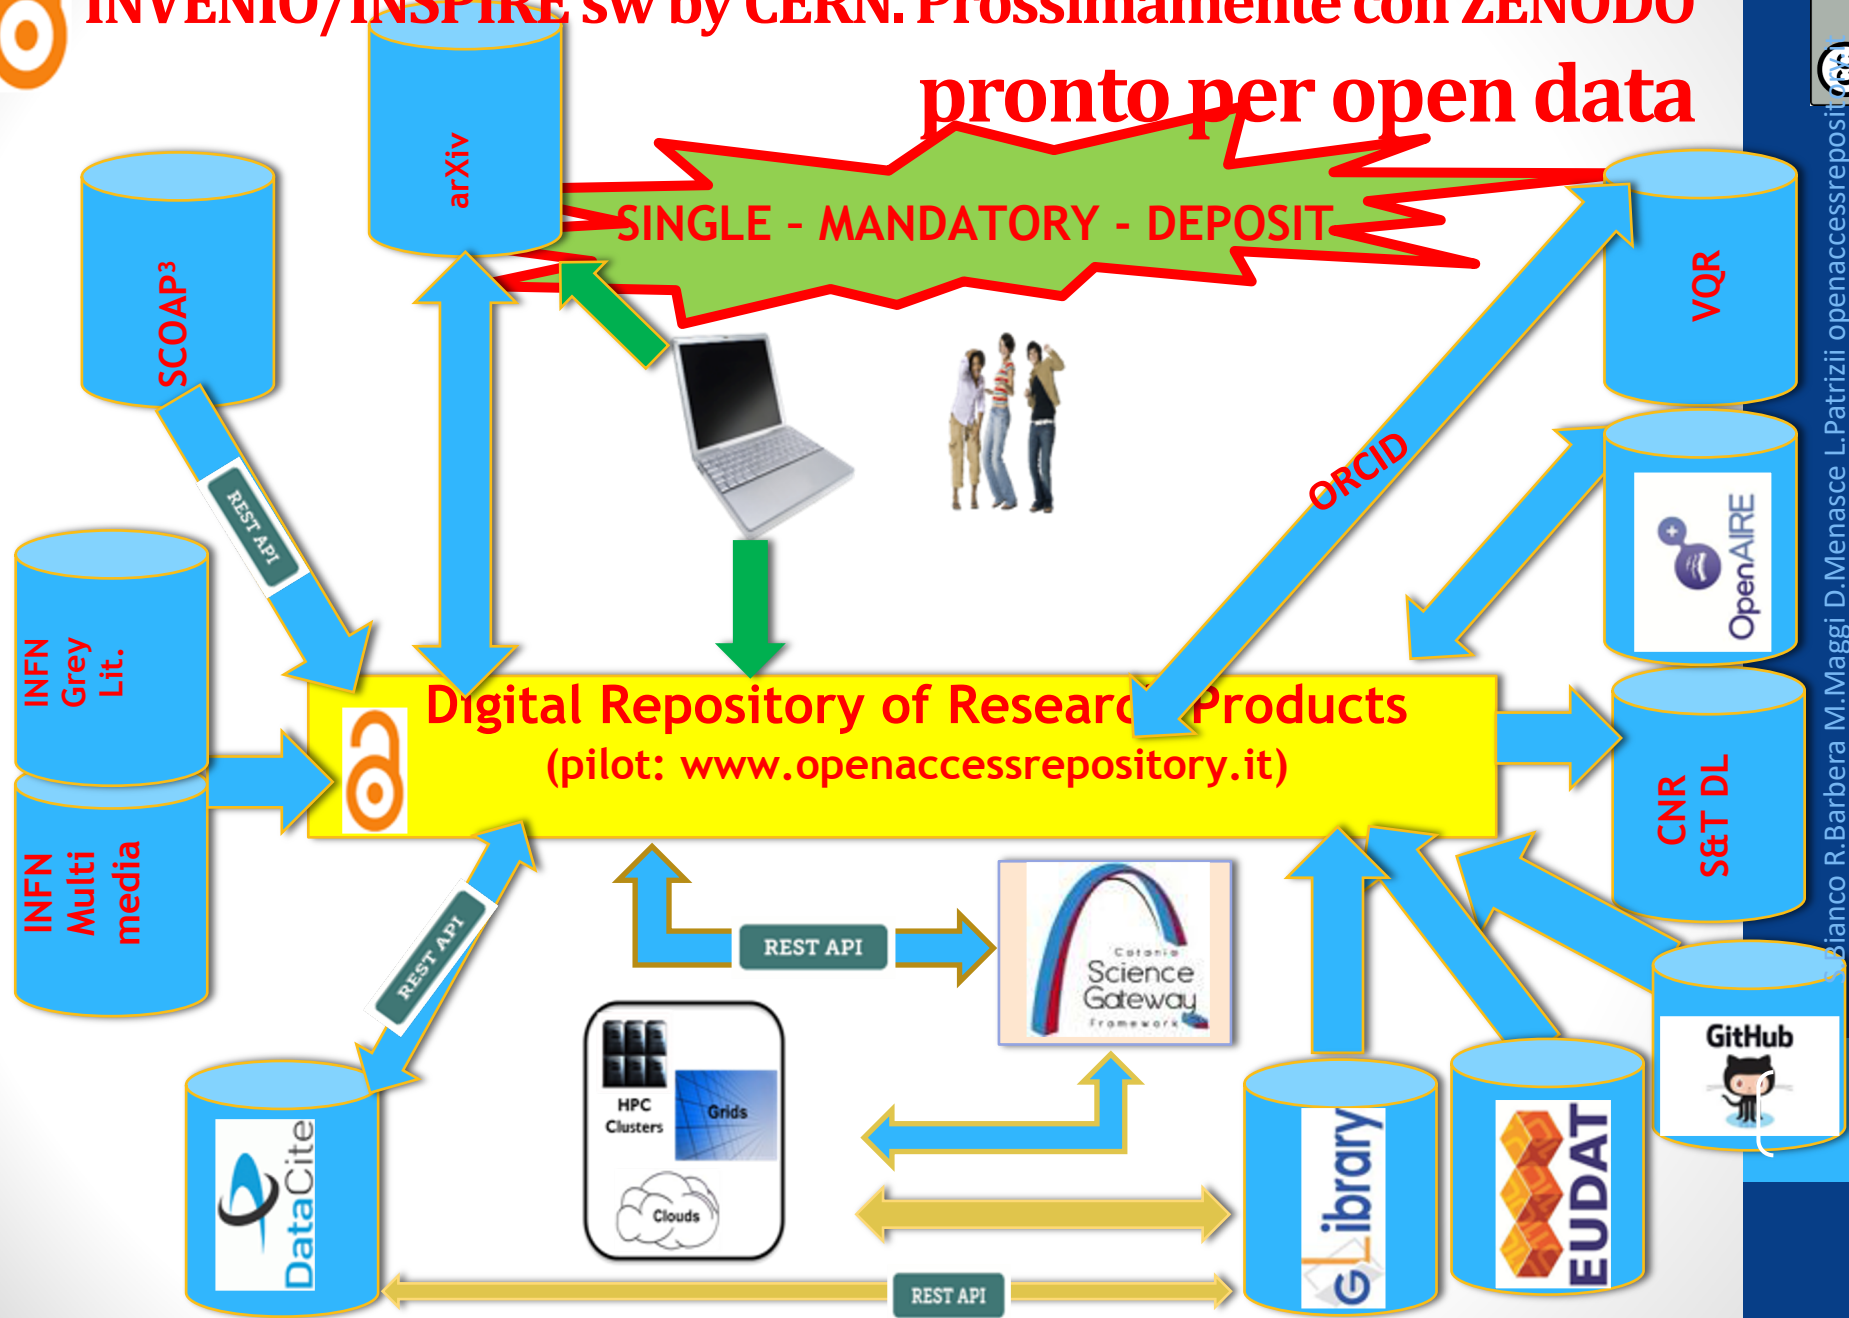 INVENIO/INSPIRE sw by CERN. Prossimamente con ZENODO
pronto per open data
SINGLE – MANDATORY - DEPOSIT
arXiv
SCOAP³
VQR
ORCID
REST API
OpenAIRE
INFN
Grey
Lit.
Digital Repository of Research Products
(pilot: www.openaccessrepository.it)
CNR
S&T DL
INFN
Multi
media
REST API
REST API
Catania
Science
Gateway
Framework
GitHub
HPC
Clusters
Grids
Clouds
DataCite
gLibrary
EUDAT
REST API
Bianco R.Barbera M.Maggi D.Menasce L.Patrizii openaccessrepository.it